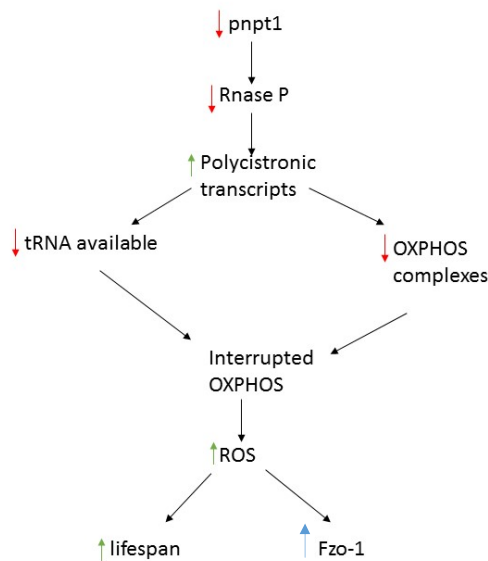 pnpt1
Rnase P
Polycistronic
transcripts
tRNA available
OXPHOS
complexes
Interrupted
OXPHOS
ROS
lifespan
Fzo-1